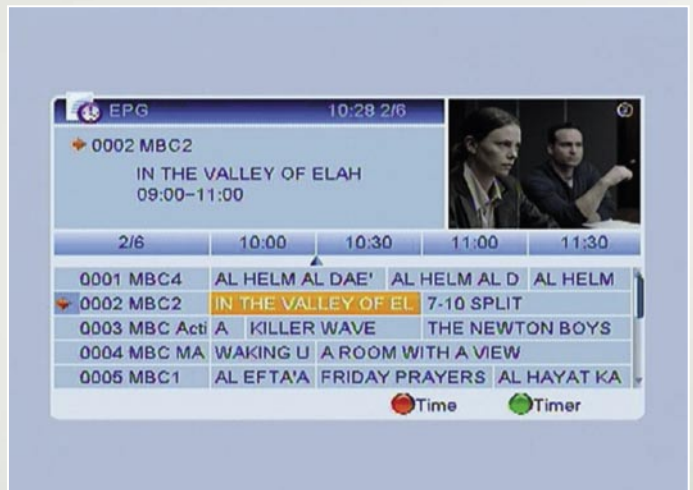 EPG 10:28 2/6
0002 MBC2
IN THE VALLEY OF ELAH
09:00-11:00
2/6 10:00 10:30 11:00 11:30
0001 MBC4 AL HELM AL DAE' AL HELM AL D AL HELM
0002 MBC2 IN THE VALLEY OF EL 7-10 SPLIT
0003 MBC Acti A KILLER WAVE THE NEWTON BOYS
0004 MBC MA WAKING U A ROOM WITH A VIEW
0005 MBC1 AL EFTA'A FRIDAY PRAYERS AL HAYAT KA
Time Timer